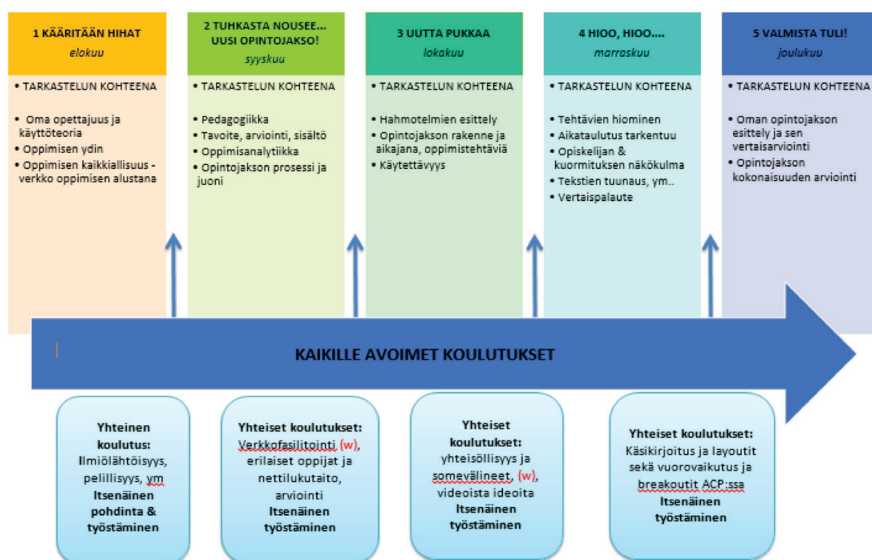 1 KÄÄRITÄÄN HIHAT
elokuu
• TARKASTELUN KOHTEENA
• Oma opettajuus ja
käyttöteoria
• Oppimisen ydin
• Oppimisen kaikkiallisuus -
verkko oppimisen alustana
2 TUHKASTA NOUSEE...
UUSI OPINTOJAKSO!
syyskuu
• TARKASTELUN KOHTEENA
• Pedagogiikka
• Tavoite, arviointi, sisältö
• Oppimisanalytiikka
• Opintojakson prosessi ja
juoni
3 UUTTA PUKKAA
lokakuu
• TARKASTELUN KOHTEENA
• Hahmotelmien esittely
• Opintojakson rakenne ja
aikajana, oppimistehtäviä
• Käytettävyys
4 HIOO, HIOO....
marraskuu
• TARKASTELUN KOHTEENA
• Tehtävien hiominen
• Aikataulutus tarkentuu
• Opiskelijan &
kuormituksen näkökulma
• Tekstien tuunaus, ym..
• Vertaispalaute
5 VALMISTA TULI!
joulukuu
• TARKASTELUN KOHTEENA
• Oman opintojakson
esittely ja sen
vertaisarviointi
• Opintojakson
kokonaisuuden arviointi
KAIKILLE AVOIMET KOULUTUKSET
Yhteinen
koulutus:
Ilmiölähtöisyys,
pelillisyys, ym
Itsenäinen
pohdinta &
työstäminen
Yhteiset koulutukset:
Verkkofasilitointi (w),
erilaiset oppijat ja
nettilukutaito,
arviointi
Itsenäinen
työstäminen
Yhteiset
koulutukset:
yhteisöllisyys ja
somevälineet, (w),
videoista ideoita
Itsenäinen
työstäminen
Yhteiset koulutukset:
Käsikirjoitus ja layoutit
sekä vuorovaikutus ja
breakoutit ACP:ssa
Itsenäinen
työstäminen